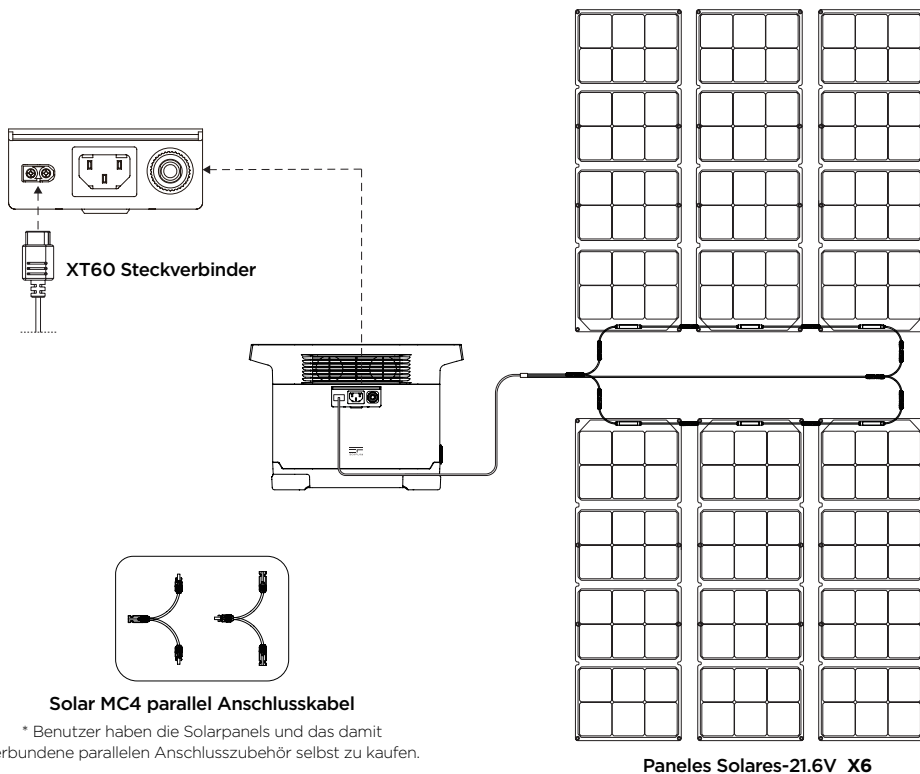 XT60 Steckverbinder
Solar MC4 parallel Anschlusskabel
* Benutzer haben die Solarpanels und das damit
erbundene parallelen Anschlusszubehör selbst zu kaufen.
Paneles Solares-21.6V X6